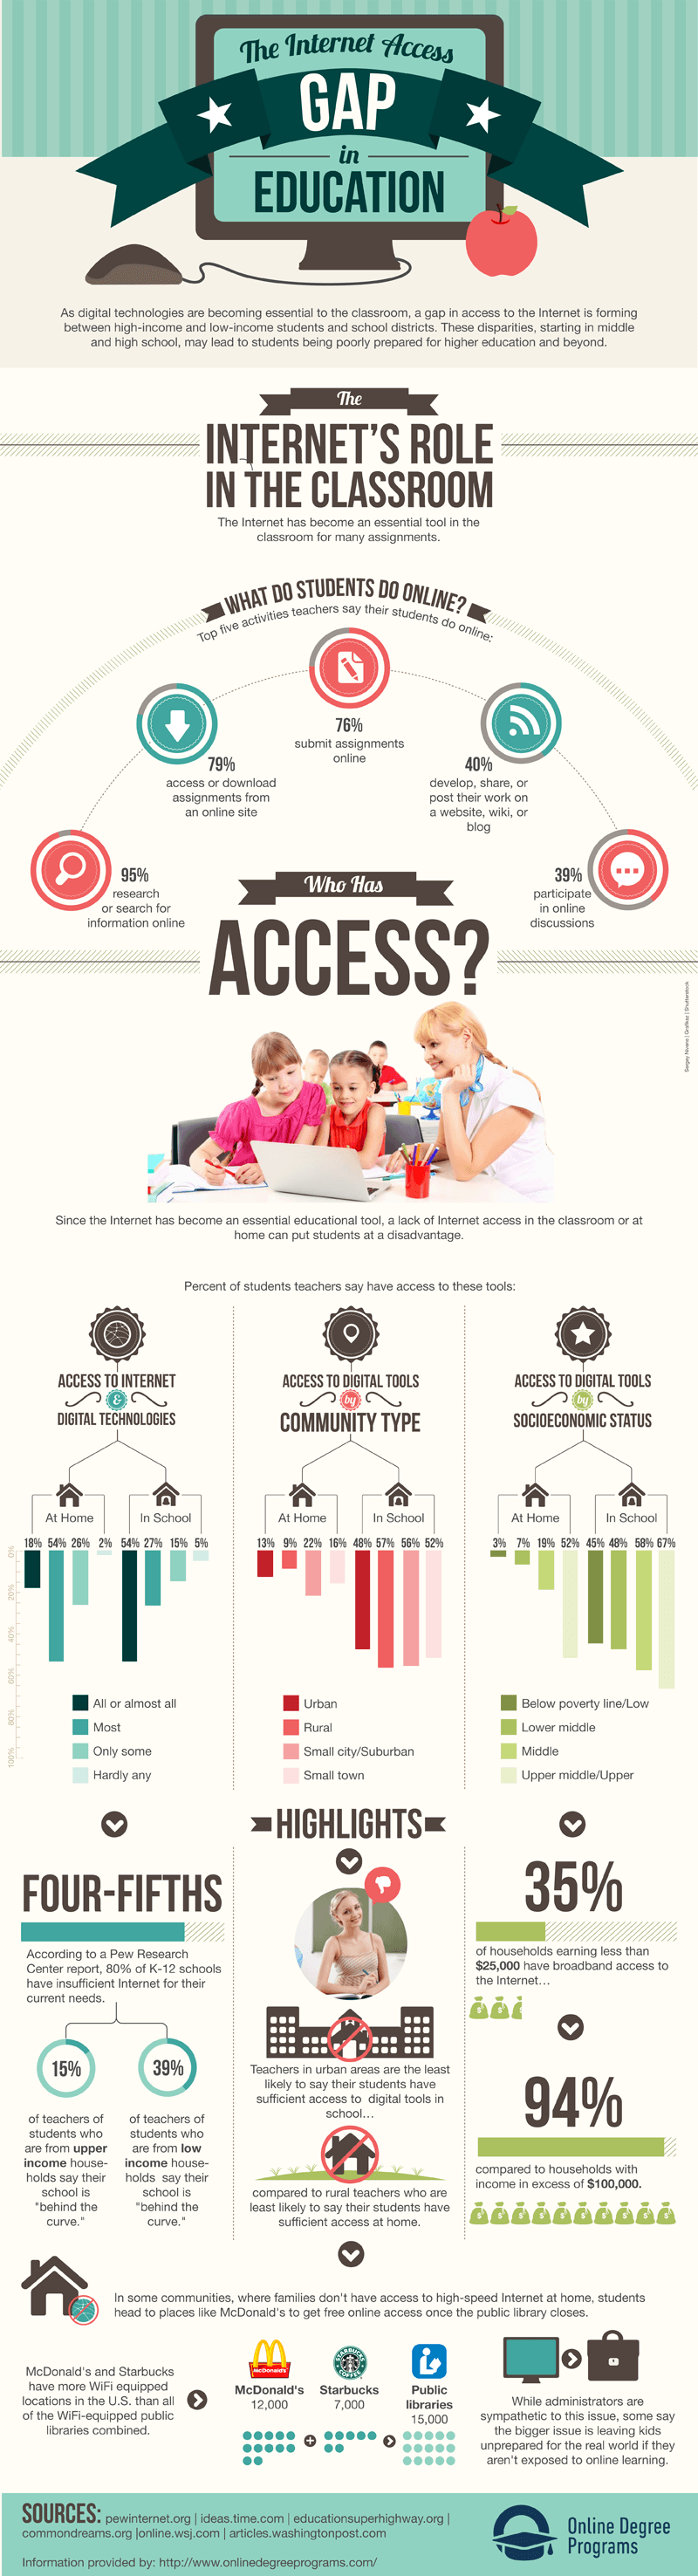 The Internet Access
GAP
in
EDUCATION
As digital technologies are becoming essential to the classroom, a gap in access to the Internet is forming
between high-income and low-income students and school districts. These disparities, starting in middle
and high school, may lead to students being poorly prepared for higher education and beyond.
The
INTERNET'S ROLE
IN THE CLASSROOM
The Internet has become an essential tool in the
classroom for many assignments.
WHAT DO STUDENTS DO ONLINE?
Top five activities teachers say their students do online:
76%
submit assignments
online
79%
access or download
assignments from
an online site
40%
develop, share, or
post their work on
a website, wiki, or
blog
95%
research
or search for
information online
39%
participate
in online
discussions
Who Has
ACCESS?
Sergey Nivens | Grafikez | Shutterstock
Since the Internet has become an essential educational tool, a lack of Internet access in the classroom or at
home can put students at a disadvantage.
Percent of students teachers say have access to these tools:
ACCESS TO INTERNET
&
DIGITAL TECHNOLOGIES
At Home
In School
18% 54% 26% 2% 54% 27% 15% 5%
0%
20%
40%
60%
80%
100%
All or almost all
Most
Only some
Hardly any
ACCESS TO DIGITAL TOOLS
by
COMMUNITY TYPE
At Home
In School
13% 9% 22% 16% 48% 57% 56% 52%
Urban
Rural
Small city/Suburban
Small town
ACCESS TO DIGITAL TOOLS
by
SOCIOECONOMIC STATUS
At Home
In School
3% 7% 19% 52% 45% 48% 58% 67%
Below poverty line/Low
Lower middle
Middle
Upper middle/Upper
HIGHLIGHTS
FOUR-FIFTHS
According to a Pew Research
Center report, 80% of K-12 schools
have insufficient Internet for their
current needs.
15%
of teachers of
students who
are from upper
income house-
holds say their
school is
"behind the
curve."
39%
of teachers of
students who
are from low
income house-
holds say their
school is
"behind the
curve."
Teachers in urban areas are the least
likely to say their students have
sufficient access to digital tools in
school...
compared to rural teachers who are
least likely to say their students have
sufficient access at home.
35%
of households earning less than
$25,000 have broadband access to
the Internet...
94%
compared to households with
income in excess of $100,000.
In some communities, where families don't have access to high-speed Internet at home, students
head to places like McDonald's to get free online access once the public library closes.
McDonald's and Starbucks
have more WiFi equipped
locations in the U.S. than all
of the WiFi-equipped public
libraries combined.
McDonald's
McDonald's
12,000
STARBUCKS
COFFEE
Starbucks
7,000
Public
libraries
15,000
While administrators are
sympathetic to this issue, some say
the bigger issue is leaving kids
unprepared for the real world if they
aren't exposed to online learning.
SOURCES: pewinternet.org | ideas.time.com | educationsuperhighway.org |
commondreams.org |online.wsj.com | articles.washingtonpost.com
Information provided by: http://www.onlinedegreeprograms.com/
Online Degree
Programs